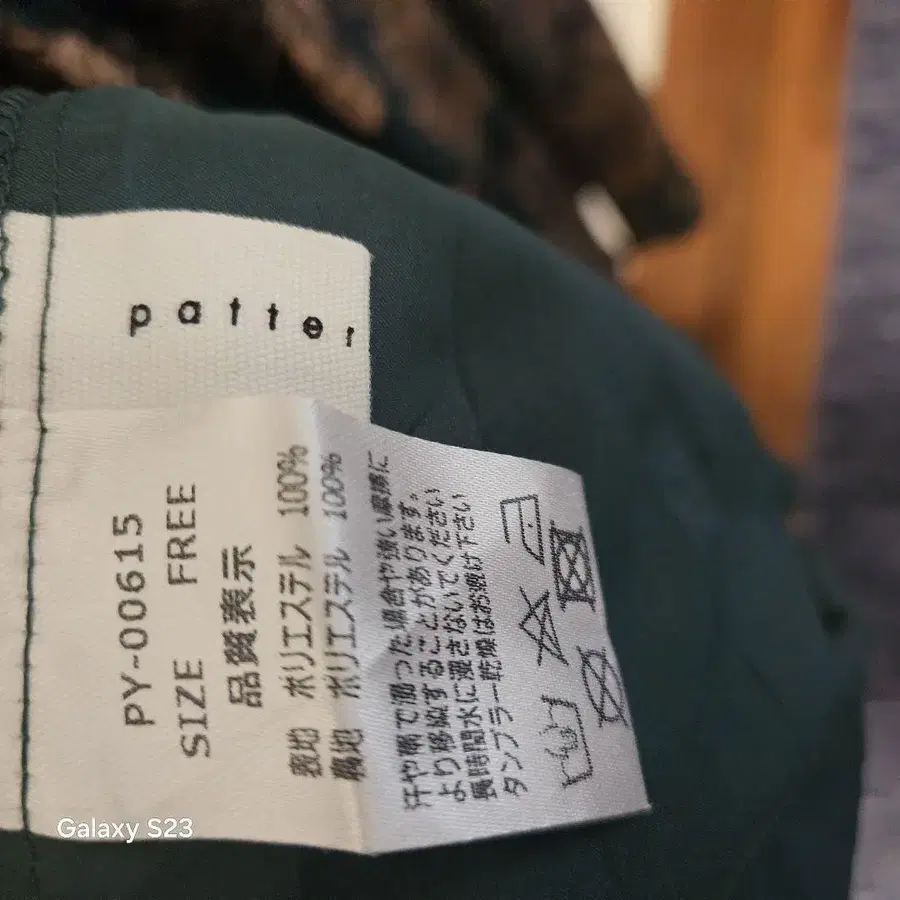 patter
PY-00615
SIZE FREE
品質表示
表地 ポリエステル 100%
裏地 ポリエステル 100%
汗や雨で湿った場合や強い摩擦に
より移染することがあります。
長時間水に浸さないでください
タンブラー乾燥はお避け下さい
Galaxy S23